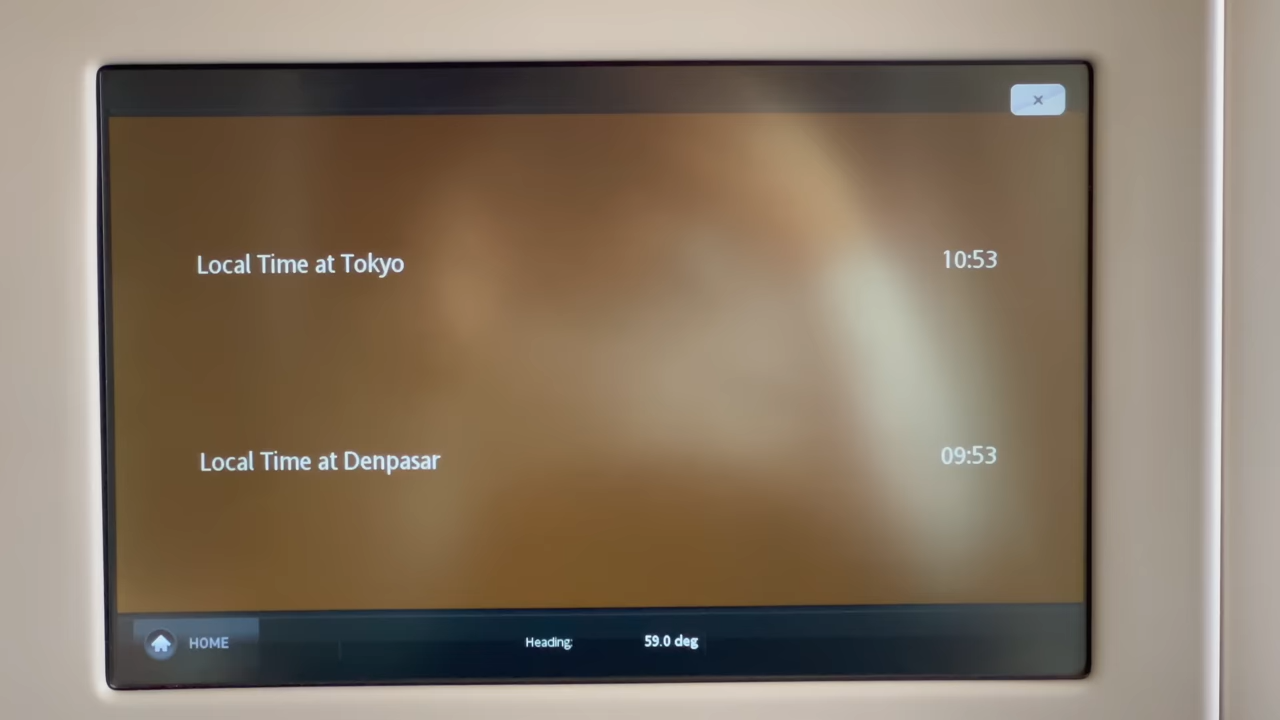 ×
Local Time at Tokyo 10:53
Local Time at Denpasar 09:53
HOME Heading: 59.0 deg